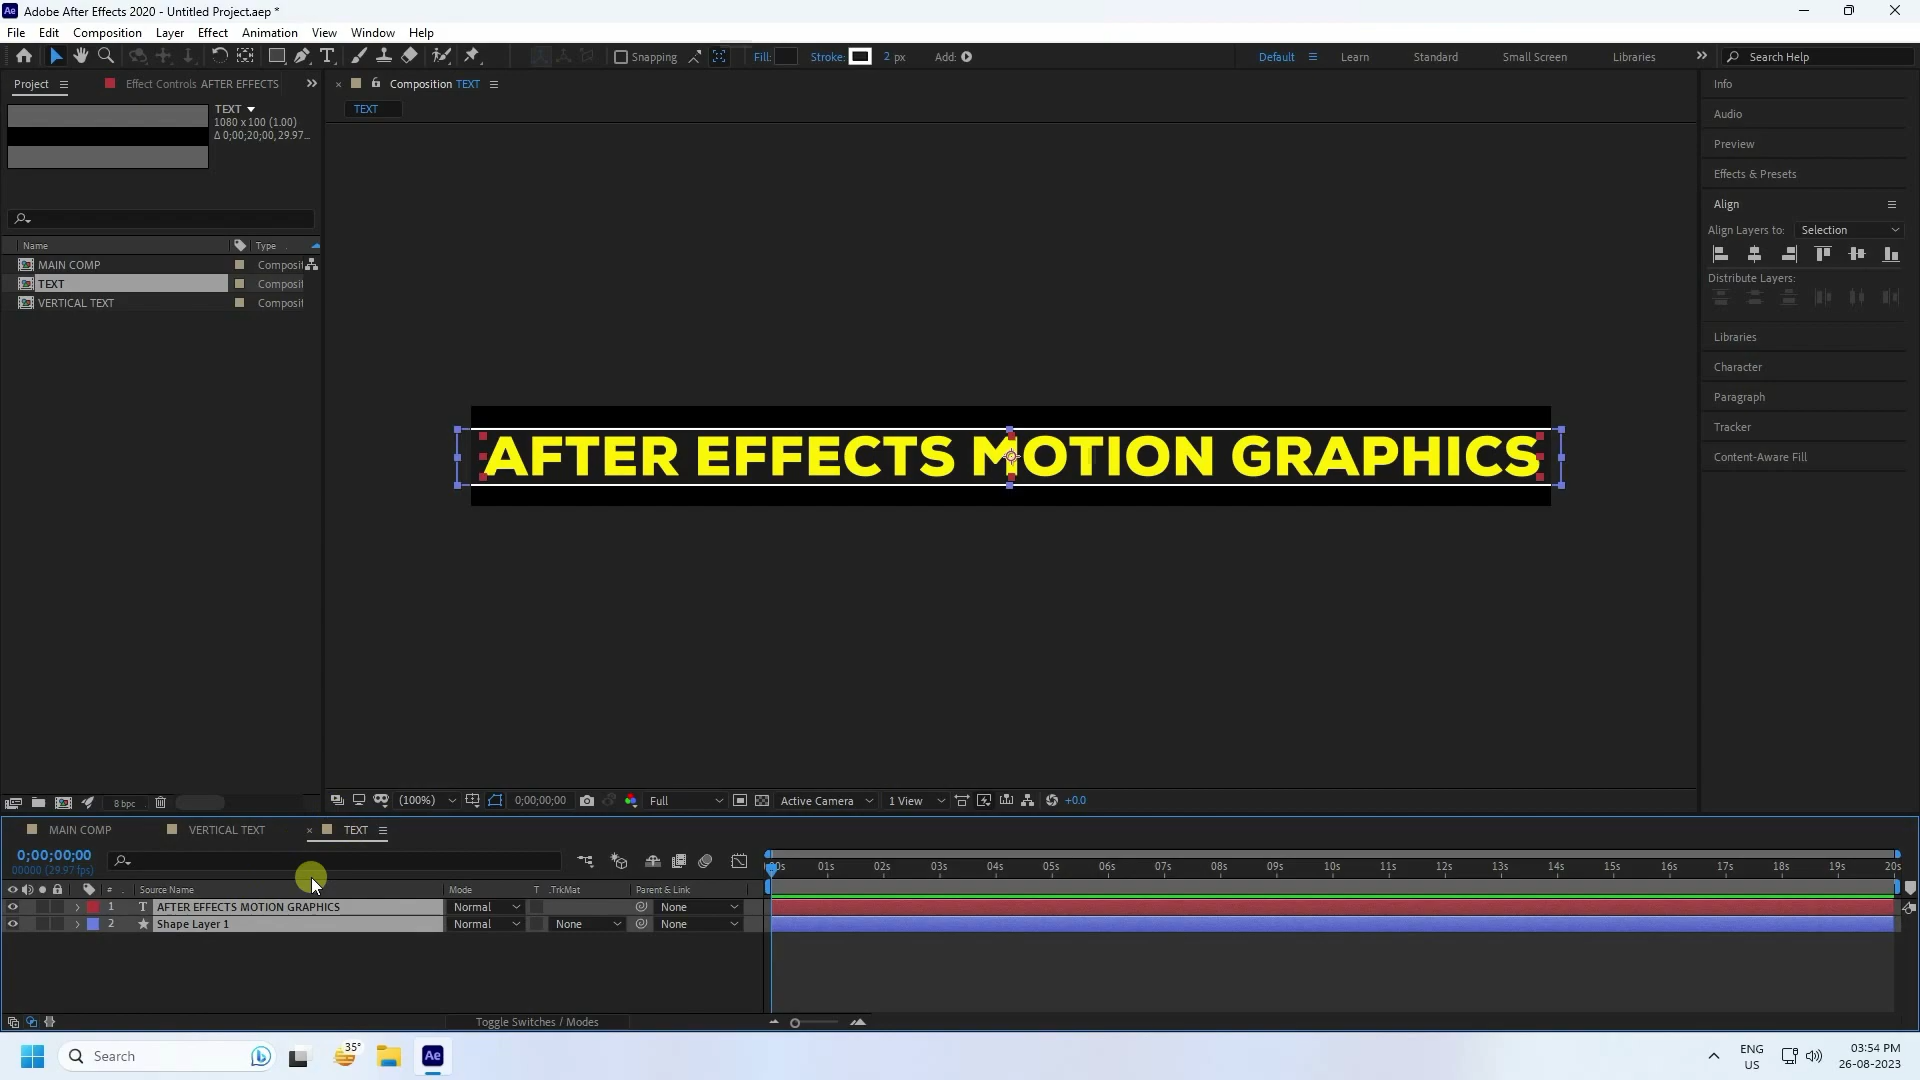 Adobe After Effects 2020 - Untitled Project.aep *
File Edit Composition Layer Effect Animation View Window Help
Snapping Fill: Stroke: 2 px Add: Default Learn Standard Small Screen Libraries Search Help
Project Effect Controls AFTER EFFECTS
Composition TEXT
TEXT
TEXT
1080 x 100 (1.00)
Δ 0;00;20;00, 29.97...
Name Type
MAIN COMP Composit
TEXT Composit
VERTICAL TEXT Composit
AFTER EFFECTS MOTION GRAPHICS
Info
Audio
Preview
Effects & Presets
Align
Align Layers to: Selection
Distribute Layers:
Libraries
Character
Paragraph
Tracker
Content-Aware Fill
8 bpc
(100%) 0;00;00;00 Full Active Camera 1 View +0.0
MAIN COMP VERTICAL TEXT TEXT
0;00;00;00
00000 (29.97 fps)
# Source Name Mode T .TrkMat Parent & Link
1 T AFTER EFFECTS MOTION GRAPHICS Normal None
2 Shape Layer 1 Normal None None
00s 01s 02s 03s 04s 05s 06s 07s 08s 09s 10s 11s 12s 13s 14s 15s 16s 17s 18s 19s 20s
Toggle Switches / Modes
Search
35°
Ae
ENG
US
03:54 PM
26-08-2023